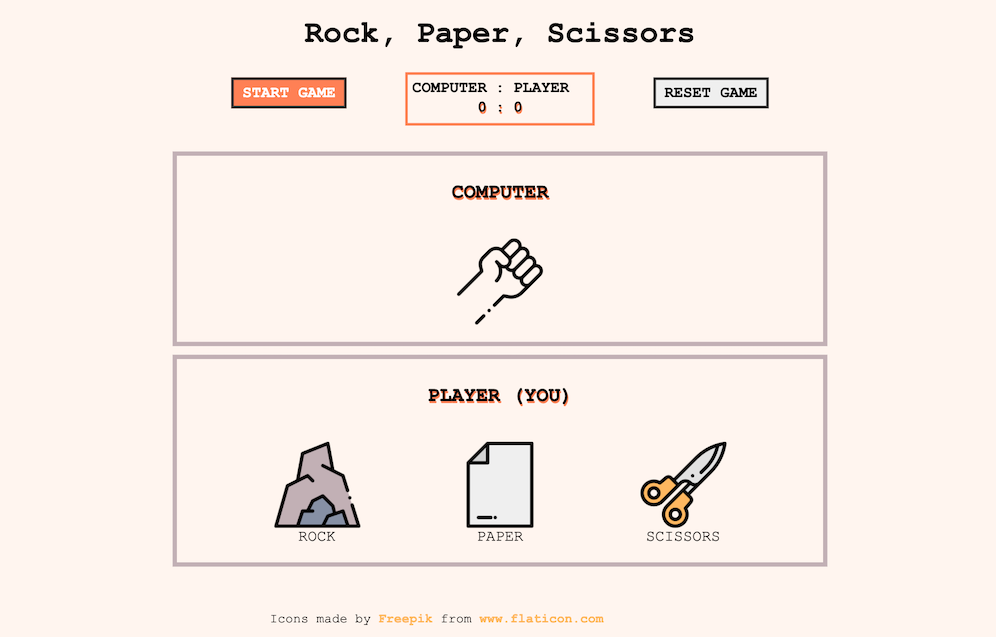 Rock, Paper, Scissors
START GAME
COMPUTER : PLAYER
0 : 0
RESET GAME
COMPUTER
PLAYER (YOU)
ROCK
PAPER
SCISSORS
Icons made by Freepik from www.flaticon.com